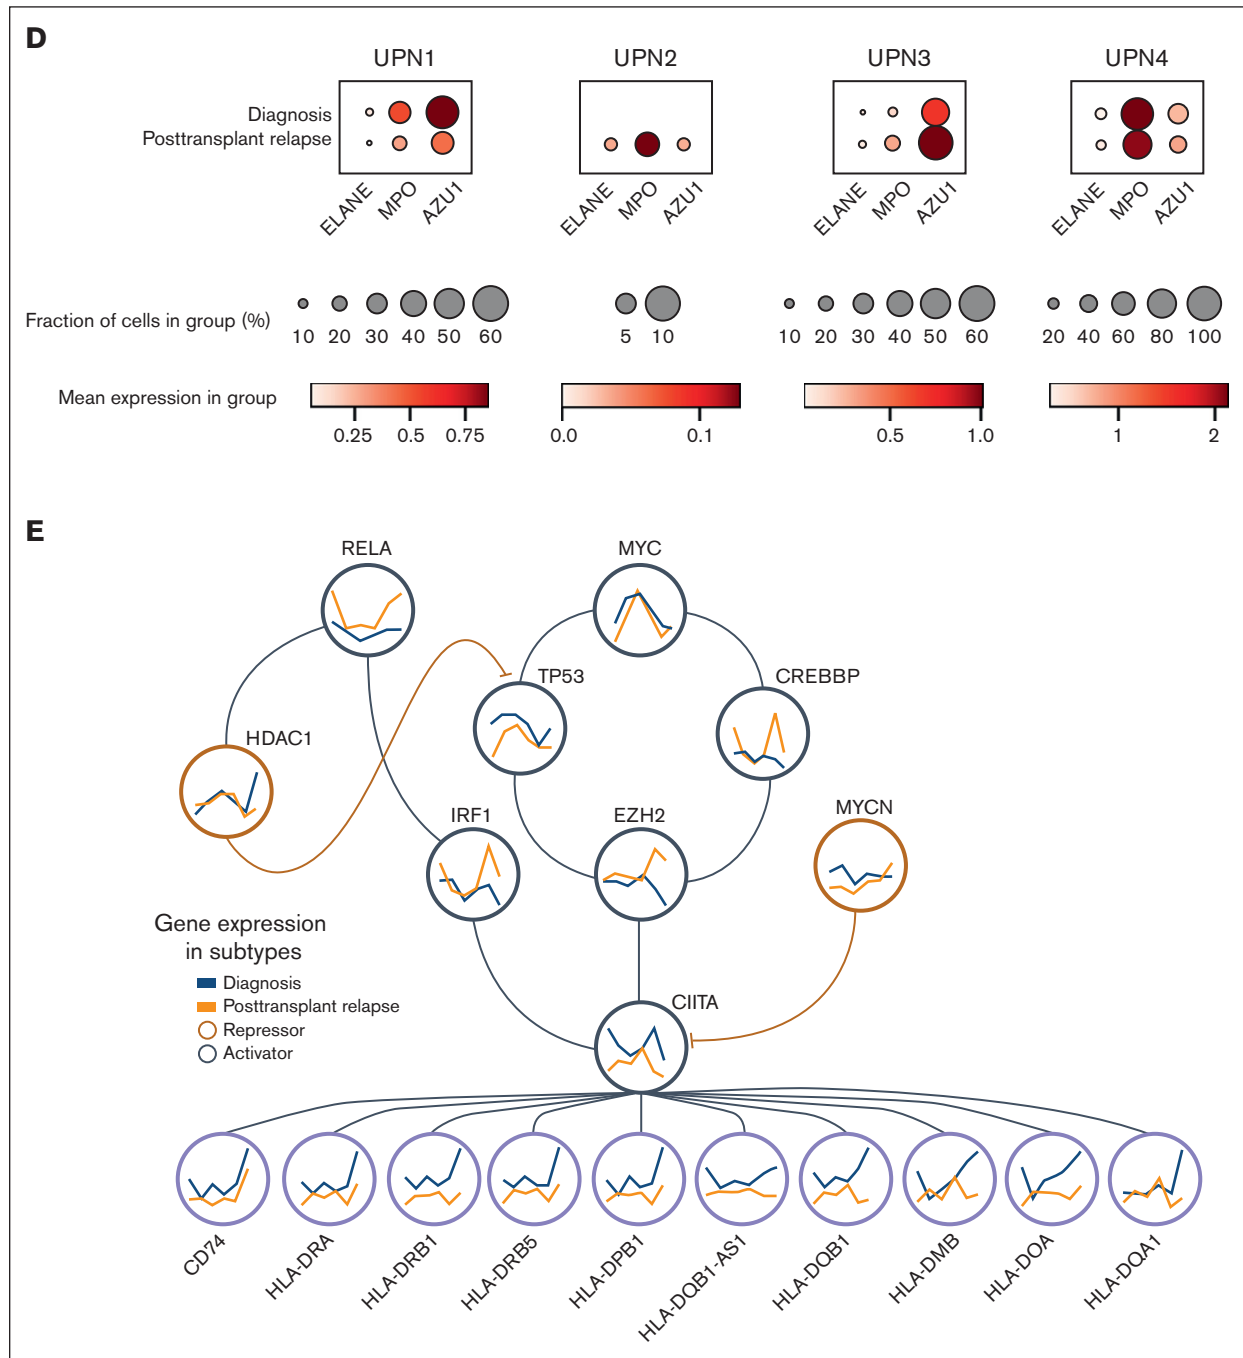 D
UPN1 UPN2 UPN3 UPN4
Diagnosis
Posttransplant relapse
ELANE MPO AZU1 ELANE MPO AZU1 ELANE MPO AZU1 ELANE MPO AZU1
Fraction of cells in group (%)
10 20 30 40 50 60 5 10 10 20 30 40 50 60 20 40 60 80 100
Mean expression in group
0.25 0.5 0.75 0.0 0.1 0.5 1.0 1 2
E
RELA MYC
TP53 CREBBP
HDAC1
IRF1 EZH2 MYCN
Gene expression
in subtypes
Diagnosis
Posttransplant relapse
Repressor
Activator
CIITA
CD74 HLA-DRA HLA-DRB1 HLA-DRB5 HLA-DPB1 HLA-DQB1-AS1 HLA-DQB1 HLA-DMB HLA-DOA HLA-DQA1